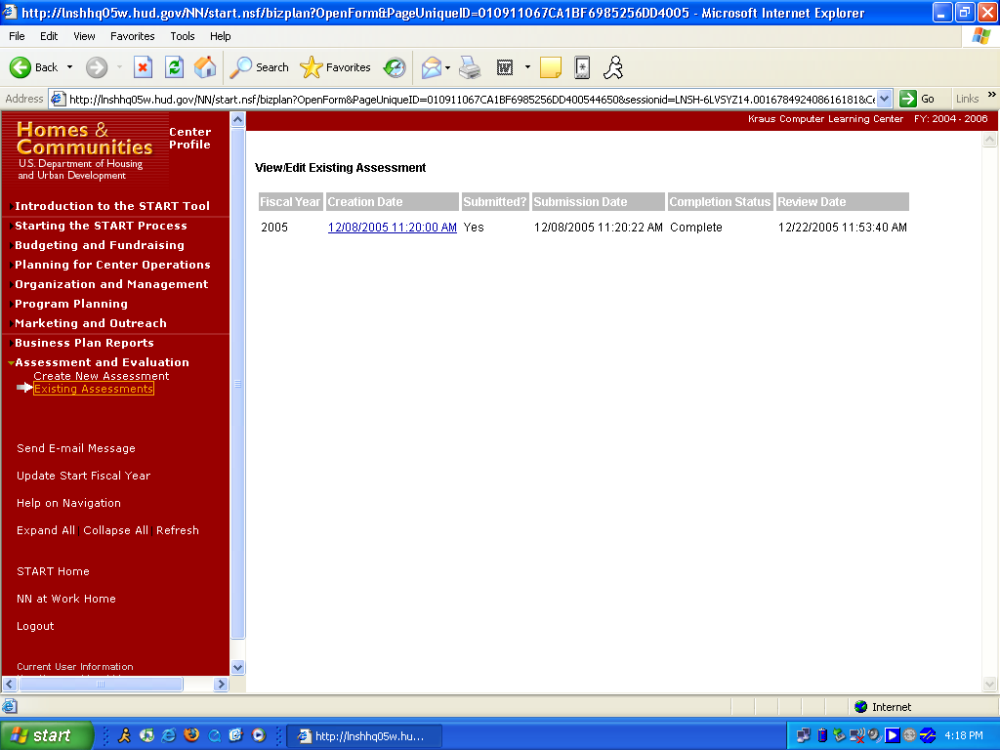 http://lnshhq05w.hud.gov/NN/start.nsf/bizplan?OpenForm&PageUniqueID=010911067CA1BF6985256DD4005 - Microsoft Internet Explorer
File Edit View Favorites Tools Help
Back Search Favorites
Address http://lnshhq05w.hud.gov/NN/start.nsf/bizplan?OpenForm&PageUniqueID=010911067CA1BF6985256DD400544650&sessionid=LNSH-6LVSYZ14.0016784924086161818&Ce Go Links »
Kraus Computer Learning Center FY: 2004 - 2006
Homes &
Communities
U.S. Department of Housing
and Urban Development
Center
Profile
Introduction to the START Tool
Starting the START Process
Budgeting and Fundraising
Planning for Center Operations
Organization and Management
Program Planning
Marketing and Outreach
Business Plan Reports
Assessment and Evaluation
Create New Assessment
Existing Assessments
Send E-mail Message
Update Start Fiscal Year
Help on Navigation
Expand All Collapse All Refresh
START Home
NN at Work Home
Logout
Current User Information
View/Edit Existing Assessment
Fiscal Year Creation Date Submitted? Submission Date Completion Status Review Date
2005 12/08/2005 11:20:00 AM Yes 12/08/2005 11:20:22 AM Complete 12/22/2005 11:53:40 AM
Internet
start http://lnshhq05w.hu... 4:18 PM